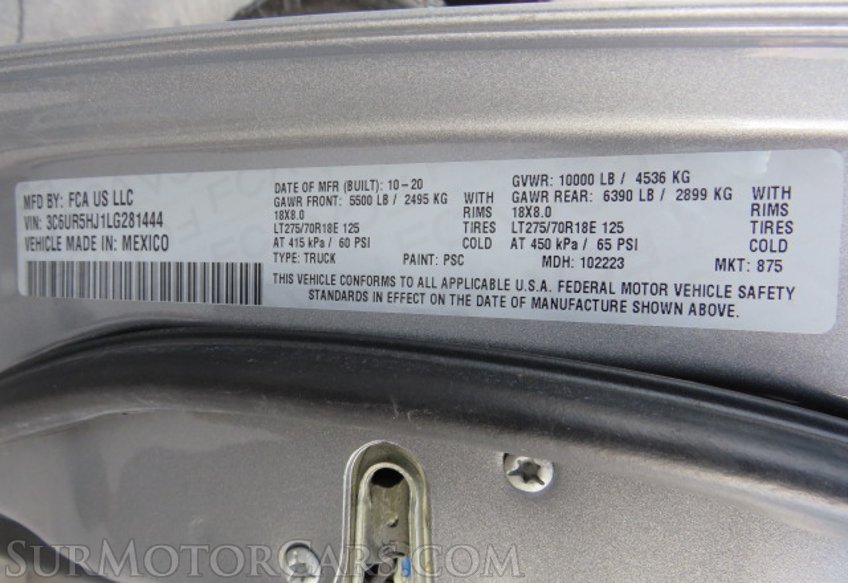 MFD BY: FCA US LLC
VIN: 3C6UR5HJ1LG281444
VEHICLE MADE IN: MEXICO
DATE OF MFR (BUILT): 10-20
GAWR FRONT: 5500 LB / 2495 KG WITH
18X8.0 RIMS
LT275/70R18E 125 TIRES
AT 415 kPa / 60 PSI COLD
GVWR: 10000 LB / 4536 KG
GAWR REAR: 6390 LB / 2899 KG WITH
18X8.0 RIMS
LT275/70R18E 125 TIRES
AT 450 kPa / 65 PSI COLD
TYPE: TRUCK PAINT: PSC MDH: 102223 MKT: 875
THIS VEHICLE CONFORMS TO ALL APPLICABLE U.S.A. FEDERAL MOTOR VEHICLE SAFETY
STANDARDS IN EFFECT ON THE DATE OF MANUFACTURE SHOWN ABOVE.
SURMOTORCARS.COM